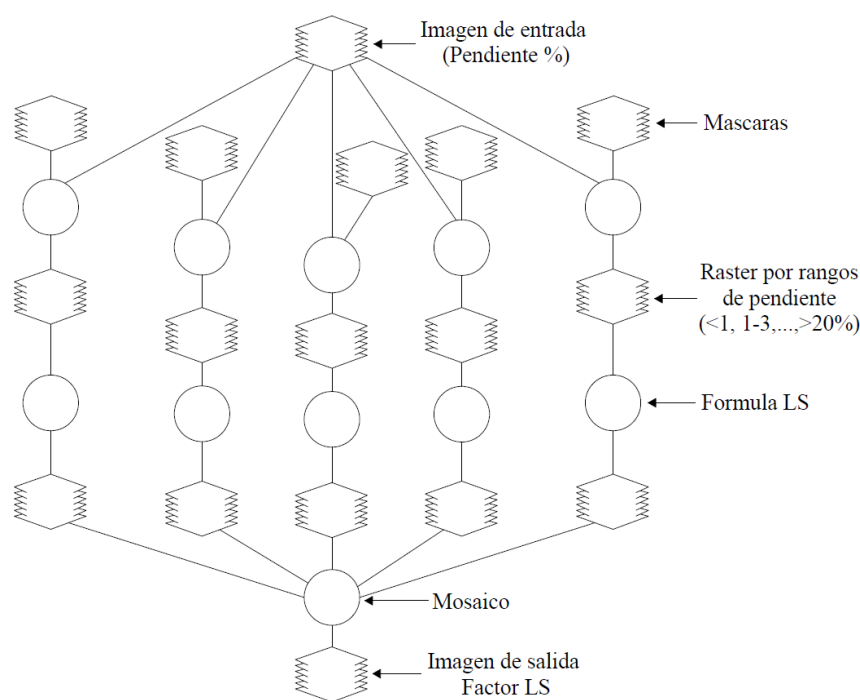 Imagen de entrada
(Pendiente %)
Mascaras
Raster por rangos
de pendiente
(<1, 1-3,...,>20%)
Formula LS
Mosaico
Imagen de salida
Factor LS